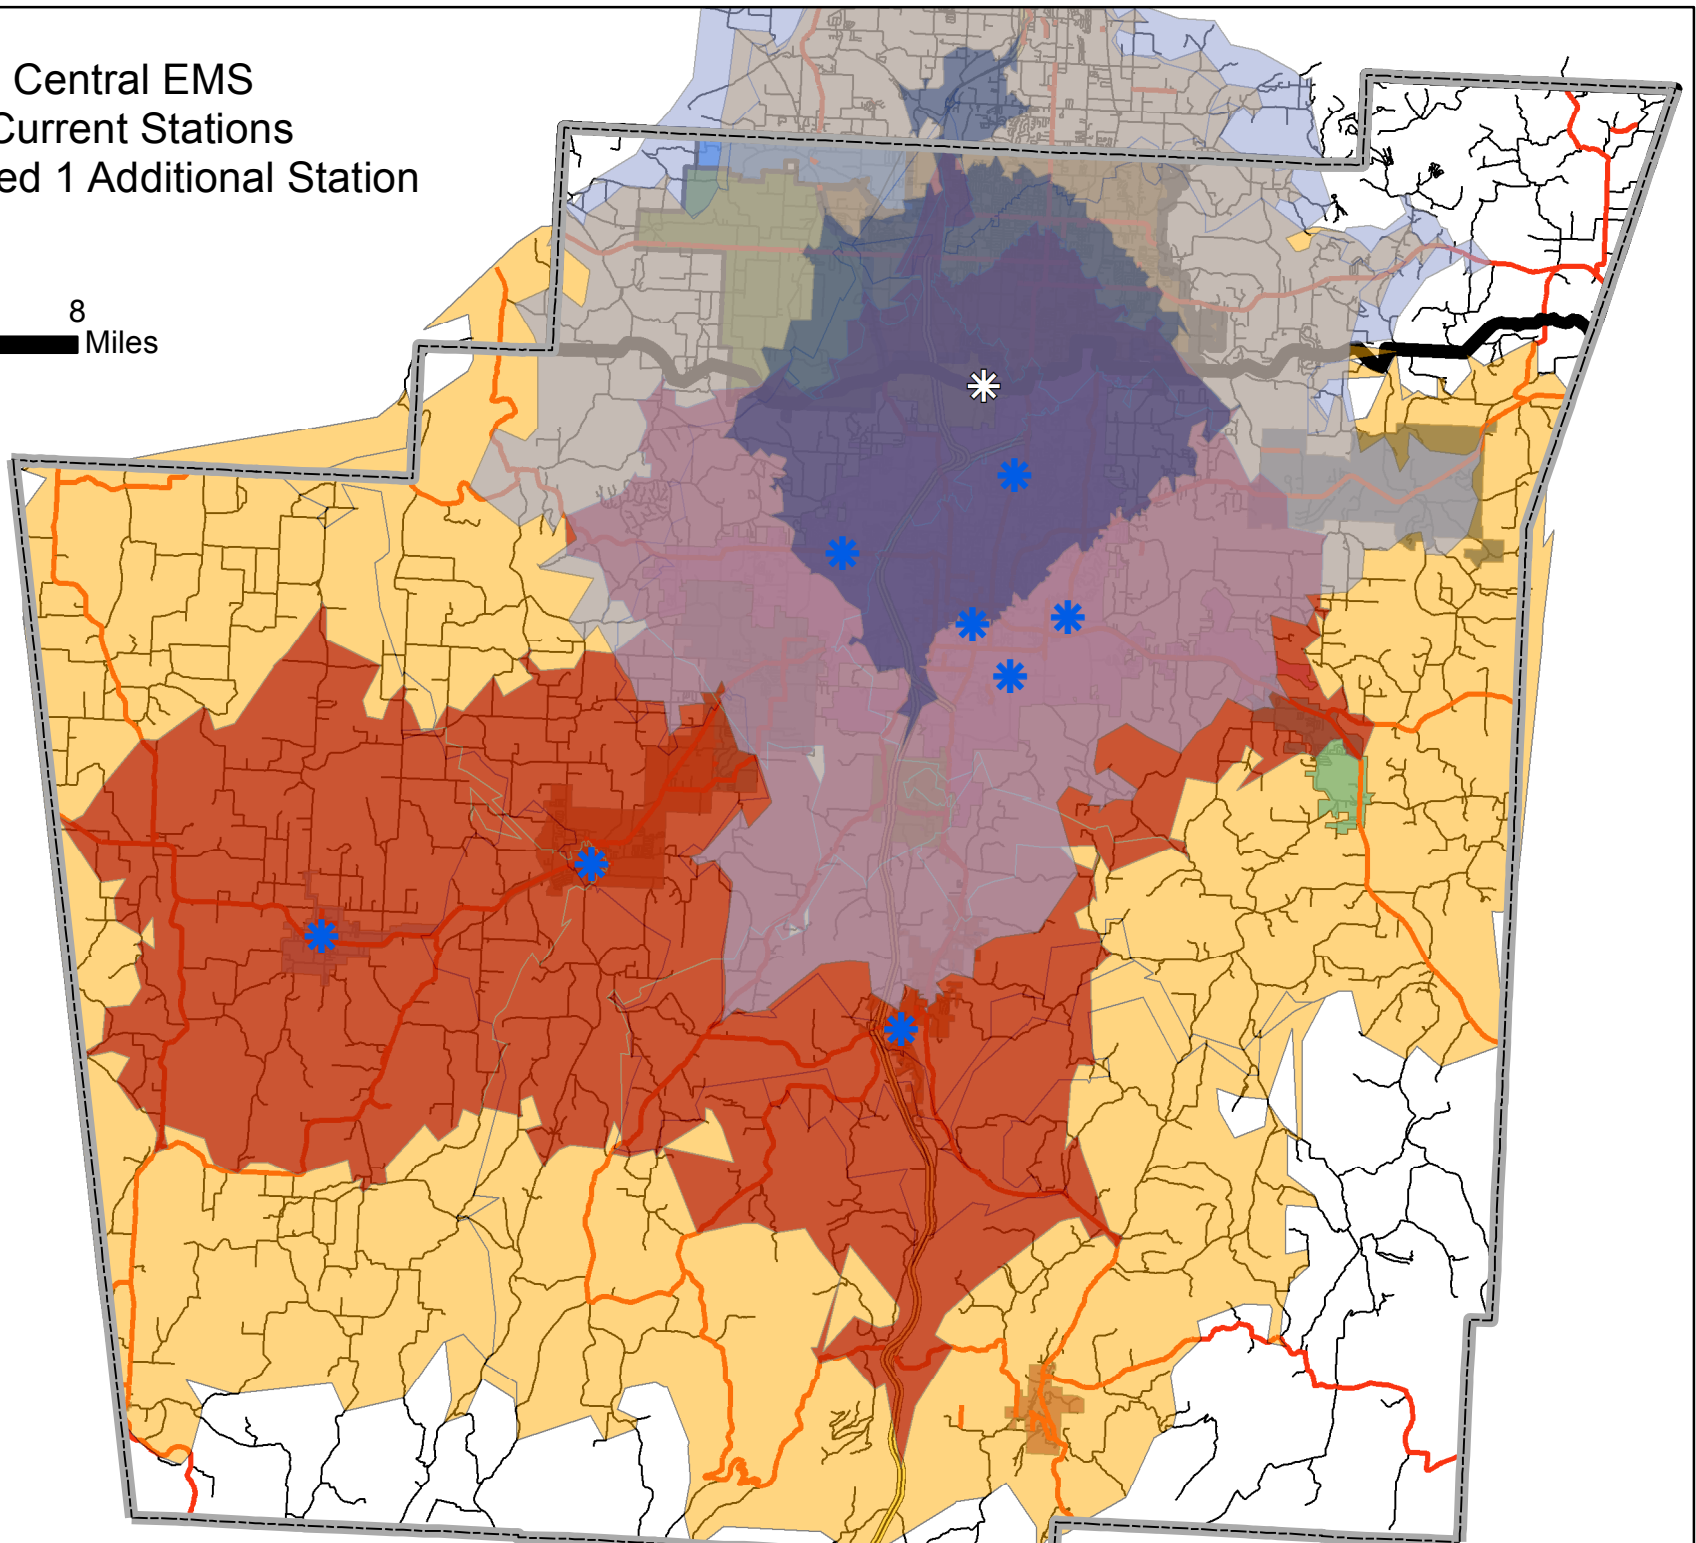 Central EMS
Current Stations
ed 1 Additional Station
8
Miles